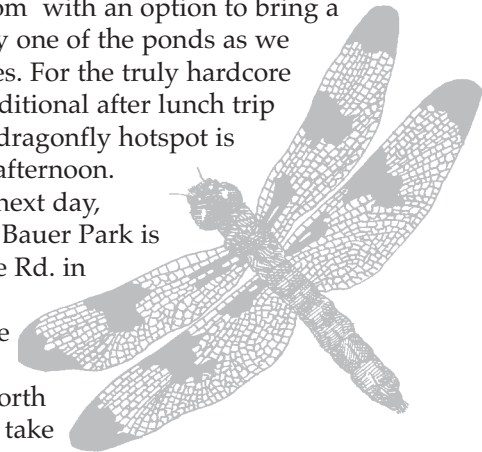 om with an option to bring a
y one of the ponds as we
es. For the truly hardcore
ditional after lunch trip
dragonfly hotspot is
afternoon.
next day,
Bauer Park is
e Rd. in
e
orth
take